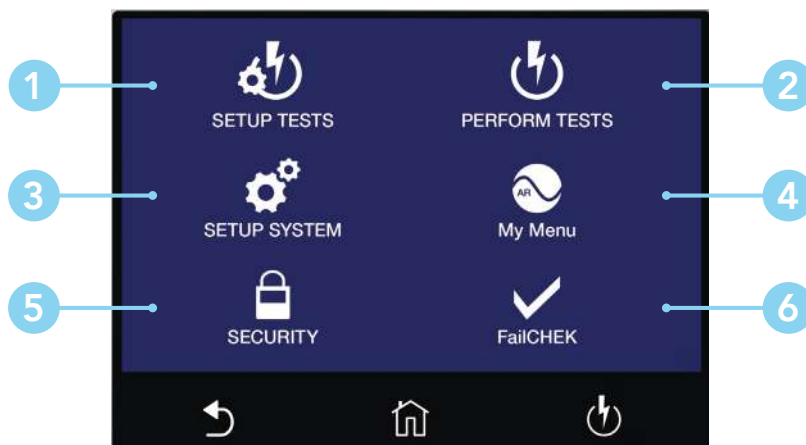 1
2
SETUP TESTS
PERFORM TESTS
3
4
AR
SETUP SYSTEM
My Menu
5
6
SECURITY
FailCHEK